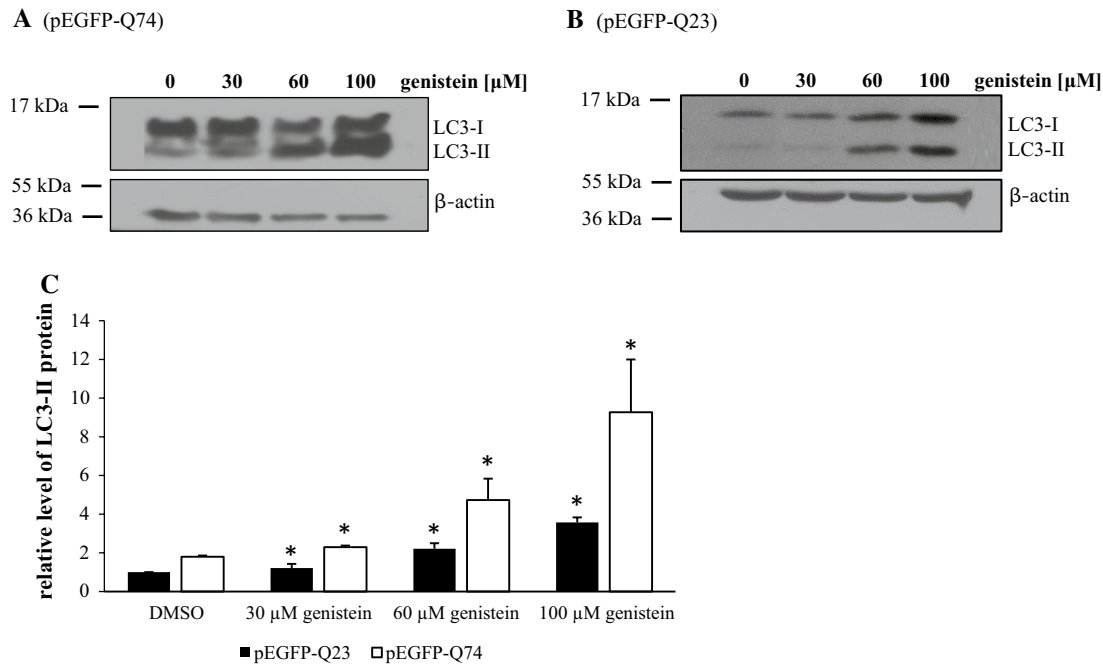 A (pEGFP-Q74)
0 30 60 100 genistein [µM]
17 kDa
LC3-I
LC3-II
55 kDa
β-actin
36 kDa
B (pEGFP-Q23)
0 30 60 100 genistein [µM]
17 kDa
LC3-I
LC3-II
55 kDa
β-actin
36 kDa
C
relative level of LC3-II protein
14
12
10
8
6
4
2
0
* * * * * *
DMSO 30 µM genistein 60 µM genistein 100 µM genistein
pEGFP-Q23 pEGFP-Q74